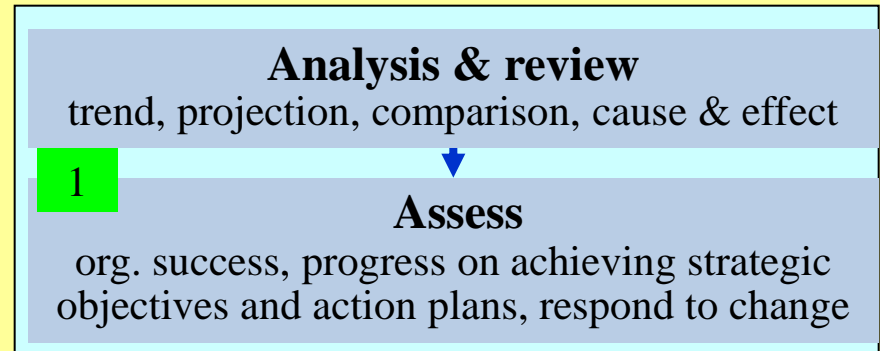 Analysis & review
trend, projection, comparison, cause & effect
1
Assess
org. success, progress on achieving strategic
objectives and action plans, respond to change